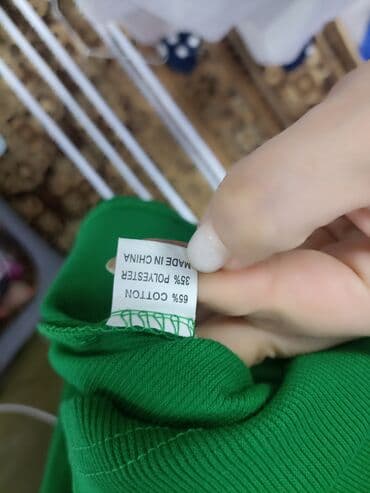 65% COTTON
35% POLYESTER
MADE IN CHINA